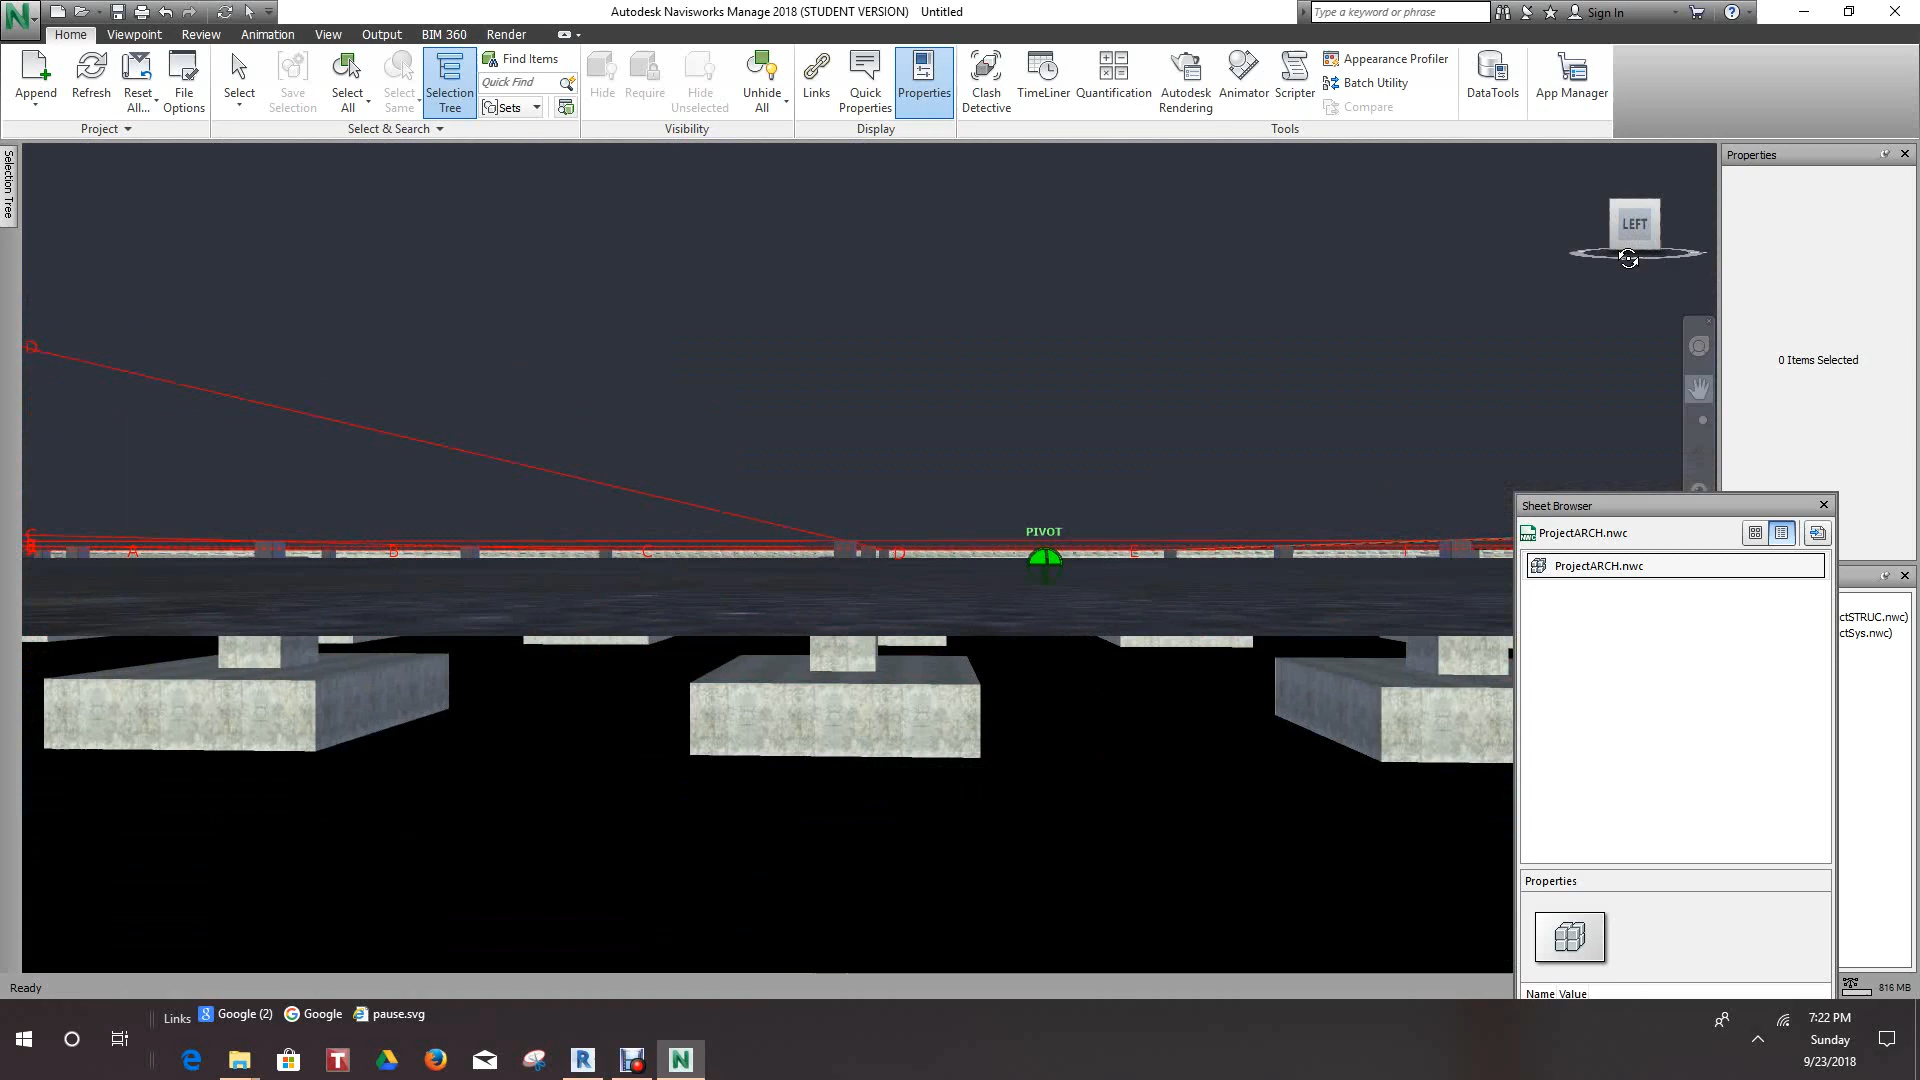 Autodesk Navisworks Manage 2018 (STUDENT VERSION) Untitled
Type a keyword or phrase
Sign In
Home Viewpoint Review Animation View Output BIM 360 Render
Append
Refresh
Reset All...
File Options
Project
Select
Save Selection
Select All
Select Same
Selection Tree
Find Items
Quick Find
Sets
Select & Search
Hide
Require
Hide Unselected
Unhide All
Visibility
Links
Quick Properties
Properties
Display
Clash Detective
TimeLiner
Quantification
Autodesk Rendering
Animator
Scripter
Appearance Profiler
Batch Utility
Compare
Tools
DataTools
App Manager
Selection Tree
LEFT
PIVOT
A B C D E F
Properties
0 Items Selected
Sheet Browser
ProjectARCH.nwc
ProjectARCH.nwc
ctSTRUC.nwc)
ctSys.nwc)
Properties
Name Value
Ready
816 MB
Links Google (2) Google pause.svg
7:22 PM
Sunday
9/23/2018